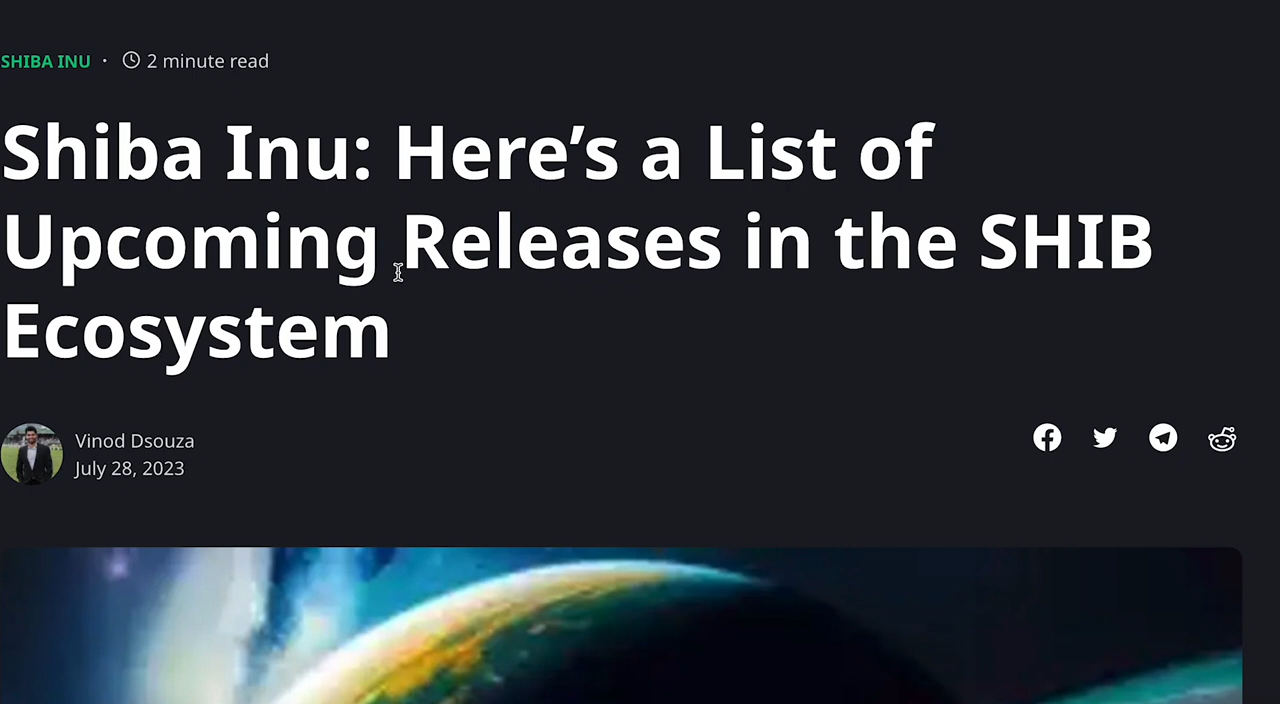 SHIBA INU · 2 minute read
Shiba Inu: Here’s a List of
Upcoming Releases in the SHIB
Ecosystem
Vinod Dsouza
July 28, 2023